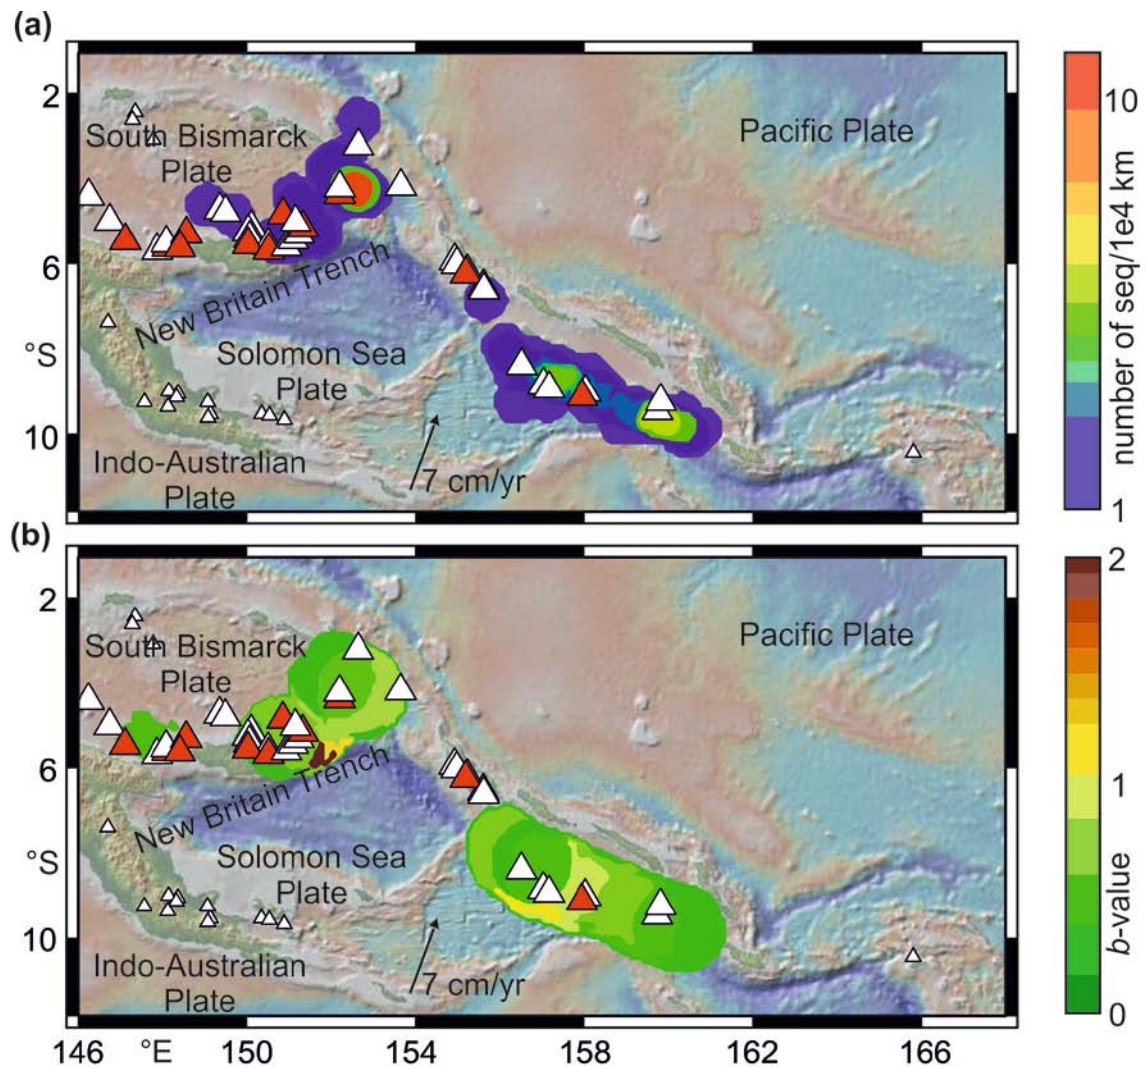 (a)
2
6
°S
10
South Bismarck
Plate
Pacific Plate
New Britain Trench
Solomon Sea
Plate
Indo-Australian
Plate
7 cm/yr
10
1
number of seq/1e4 km
(b)
2
6
°S
10
South Bismarck
Plate
Pacific Plate
New Britain Trench
Solomon Sea
Plate
Indo-Australian
Plate
7 cm/yr
2
1
0
b-value
146 °E 150 154 158 162 166